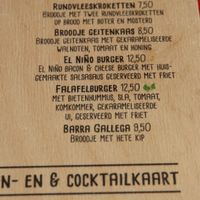 RUNDVLEESKROKETTEN 7,50
BROODJE MET TWEE RUNDVLEESKROKETTEN
OP BROOD MET BOTER EN MOSTERD
BROODJE GEITENKAAS 8,50
BROODJE GEITENKAAS MET GEKARAMELISEERDE
WALNOTEN, TOMAAT EN HONING
EL NIÑO BURGER 12,50
EL NIÑO BACON & CHEESE BURGER MET HUIS-
GEMAAKTE SALSASAUS GESERVEERD MET FRIET
FALAFELBURGER 12,50
MET BIETENHUMMUS, SLA, TOMAAT,
KOMKOMMER, GEKARAMELISEERDE
UI, GESERVEERD MET FRIET
BARRA GALLEGA 9,50
BROODJE MET HETE KIP
N- EN & COCKTAILKAART